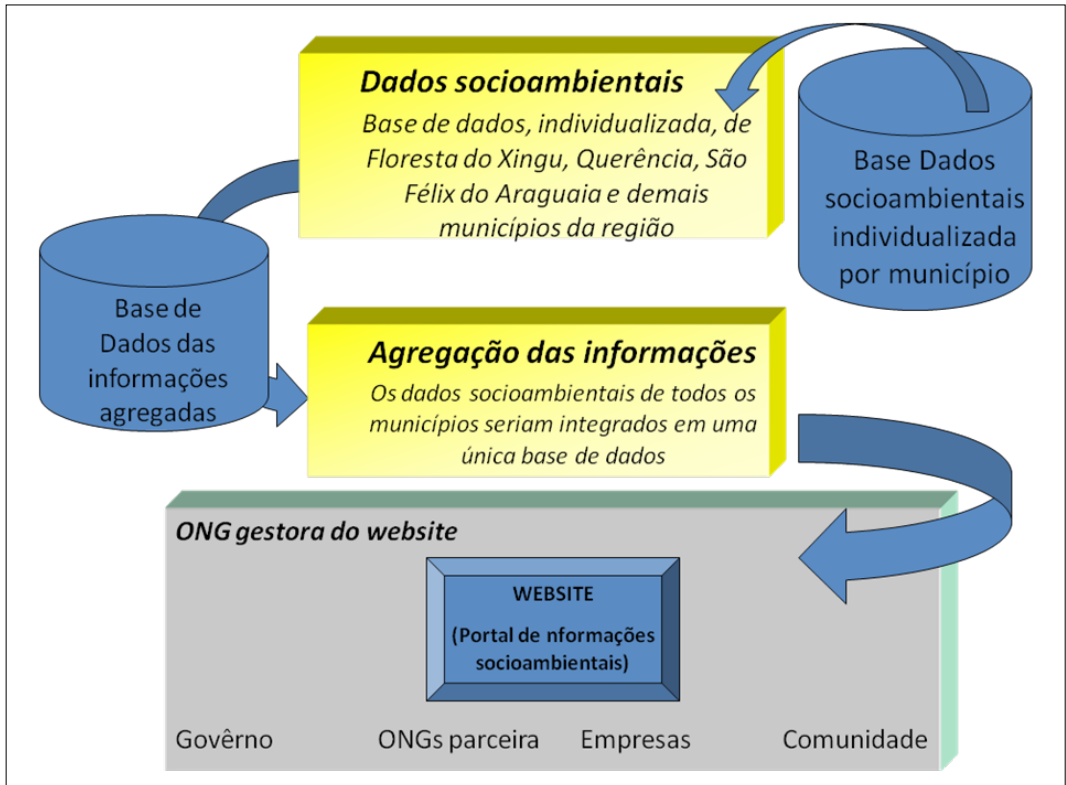 Dados socioambientais
Base de dados, individualizada, de
Floresta do Xingu, Querência, São
Félix do Araguaia e demais
municípios da região
Base Dados
socioambientais
individualizada
por município
Base de
Dados das
informações
agregadas
Agregação das informações
Os dados socioambientais de todos os
municípios seriam integrados em uma
única base de dados
ONG gestora do website
WEBSITE
(Portal de nformações
socioambientais)
Govêrno ONGs parceira Empresas Comunidade